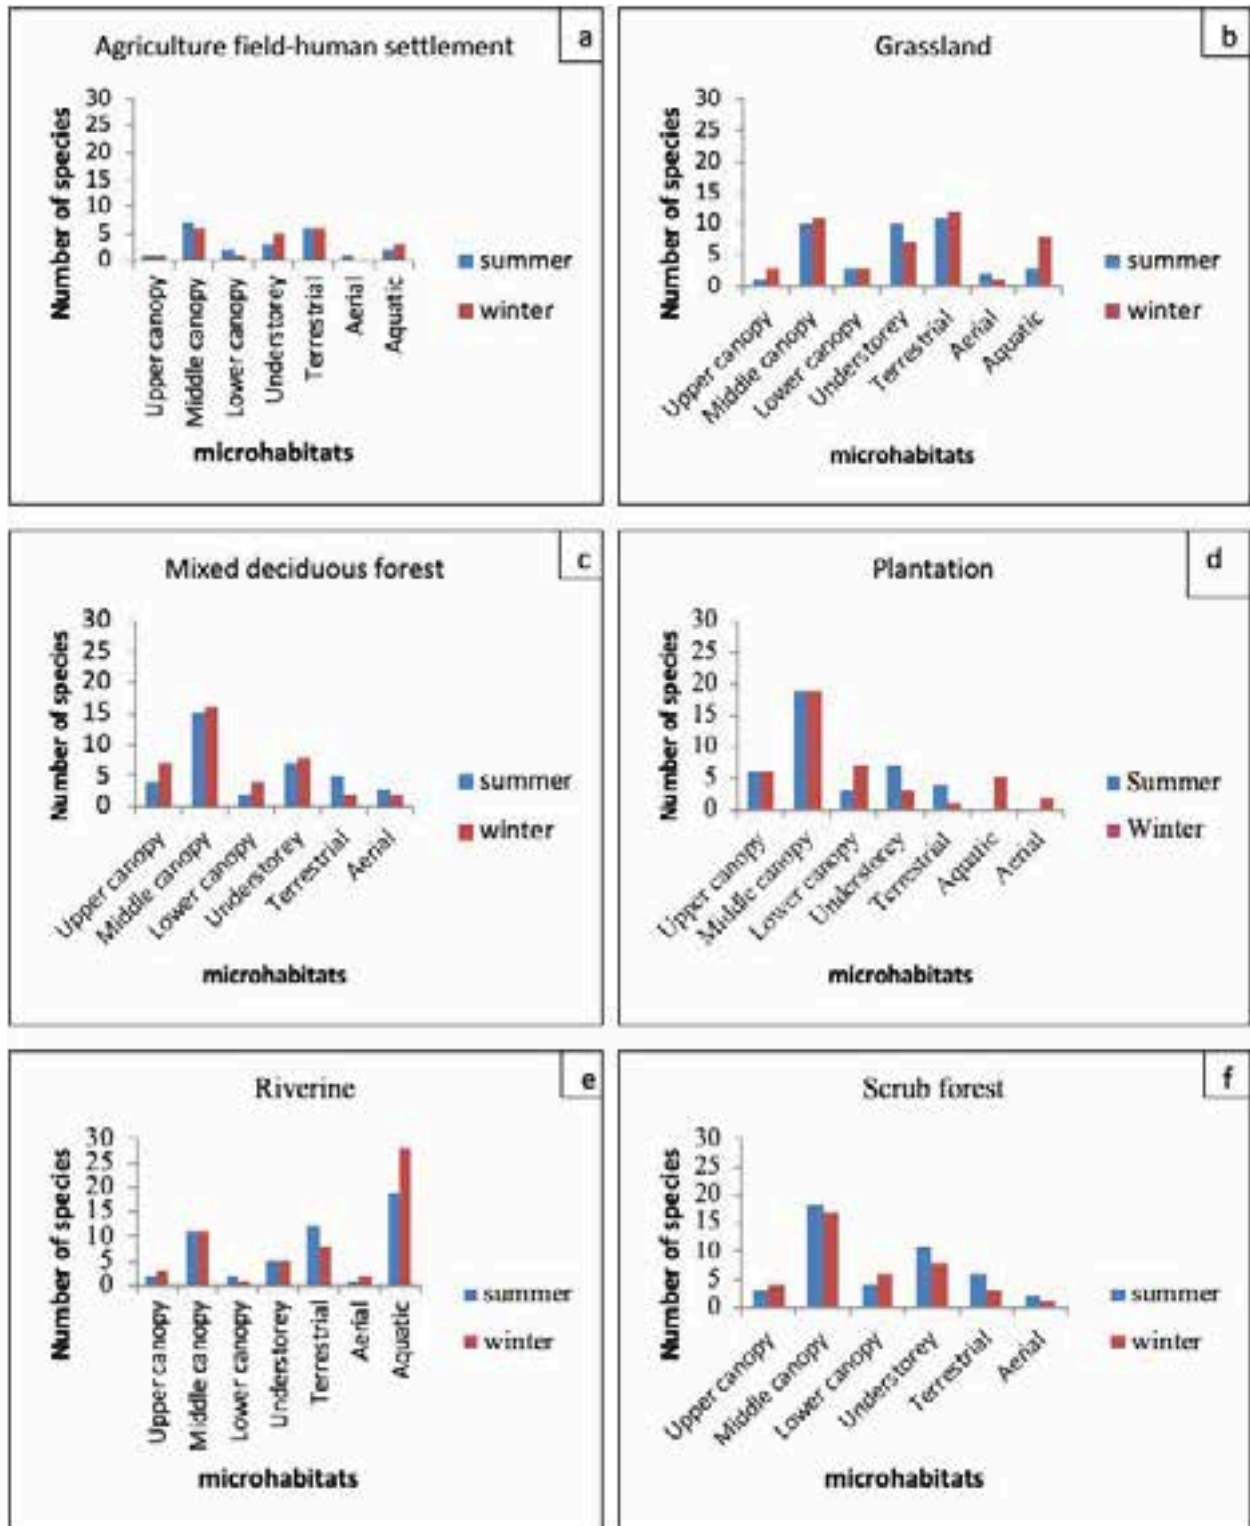 Agriculture field-human settlement
a
Number of species
30
25
20
15
10
5
0
Upper canopy
Middle canopy
Lower canopy
Understorey
Terrestrial
Aerial
Aquatic
summer
winter
microhabitats
Grassland
b
Number of species
30
25
20
15
10
5
0
Upper canopy
Middle canopy
Lower canopy
Understorey
Terrestrial
Aerial
Aquatic
summer
winter
microhabitats
Mixed deciduous forest
c
Number of species
30
25
20
15
10
5
0
Upper canopy
Middle canopy
Lower canopy
Understorey
Terrestrial
Aerial
summer
winter
microhabitats
Plantation
d
Number of species
30
25
20
15
10
5
0
Upper canopy
Middle canopy
Lower canopy
Understorey
Terrestrial
Aquatic
Aerial
Summer
Winter
microhabitats
Riverine
e
Number of species
30
25
20
15
10
5
0
Upper canopy
Middle canopy
Lower canopy
Understorey
Terrestrial
Aerial
Aquatic
summer
winter
microhabitats
Scrub forest
f
Number of species
30
25
20
15
10
5
0
Upper canopy
Middle canopy
Lower canopy
Understorey
Terrestrial
Aerial
summer
winter
microhabitats